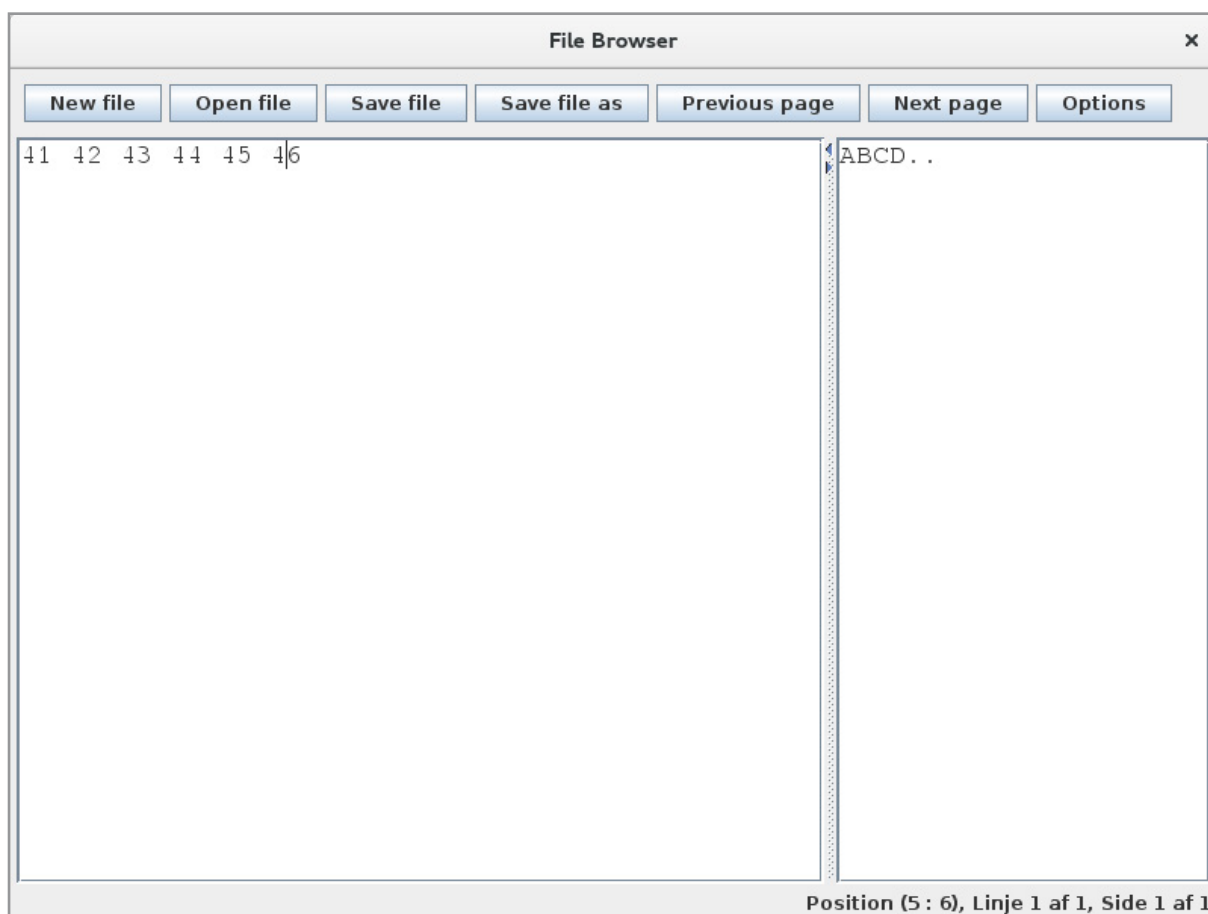 File Browser ×
New file Open file Save file Save file as Previous page Next page Options
41 42 43 44 45 46 ABCD..
Position (5 : 6), Linje 1 af 1, Side 1 af 1